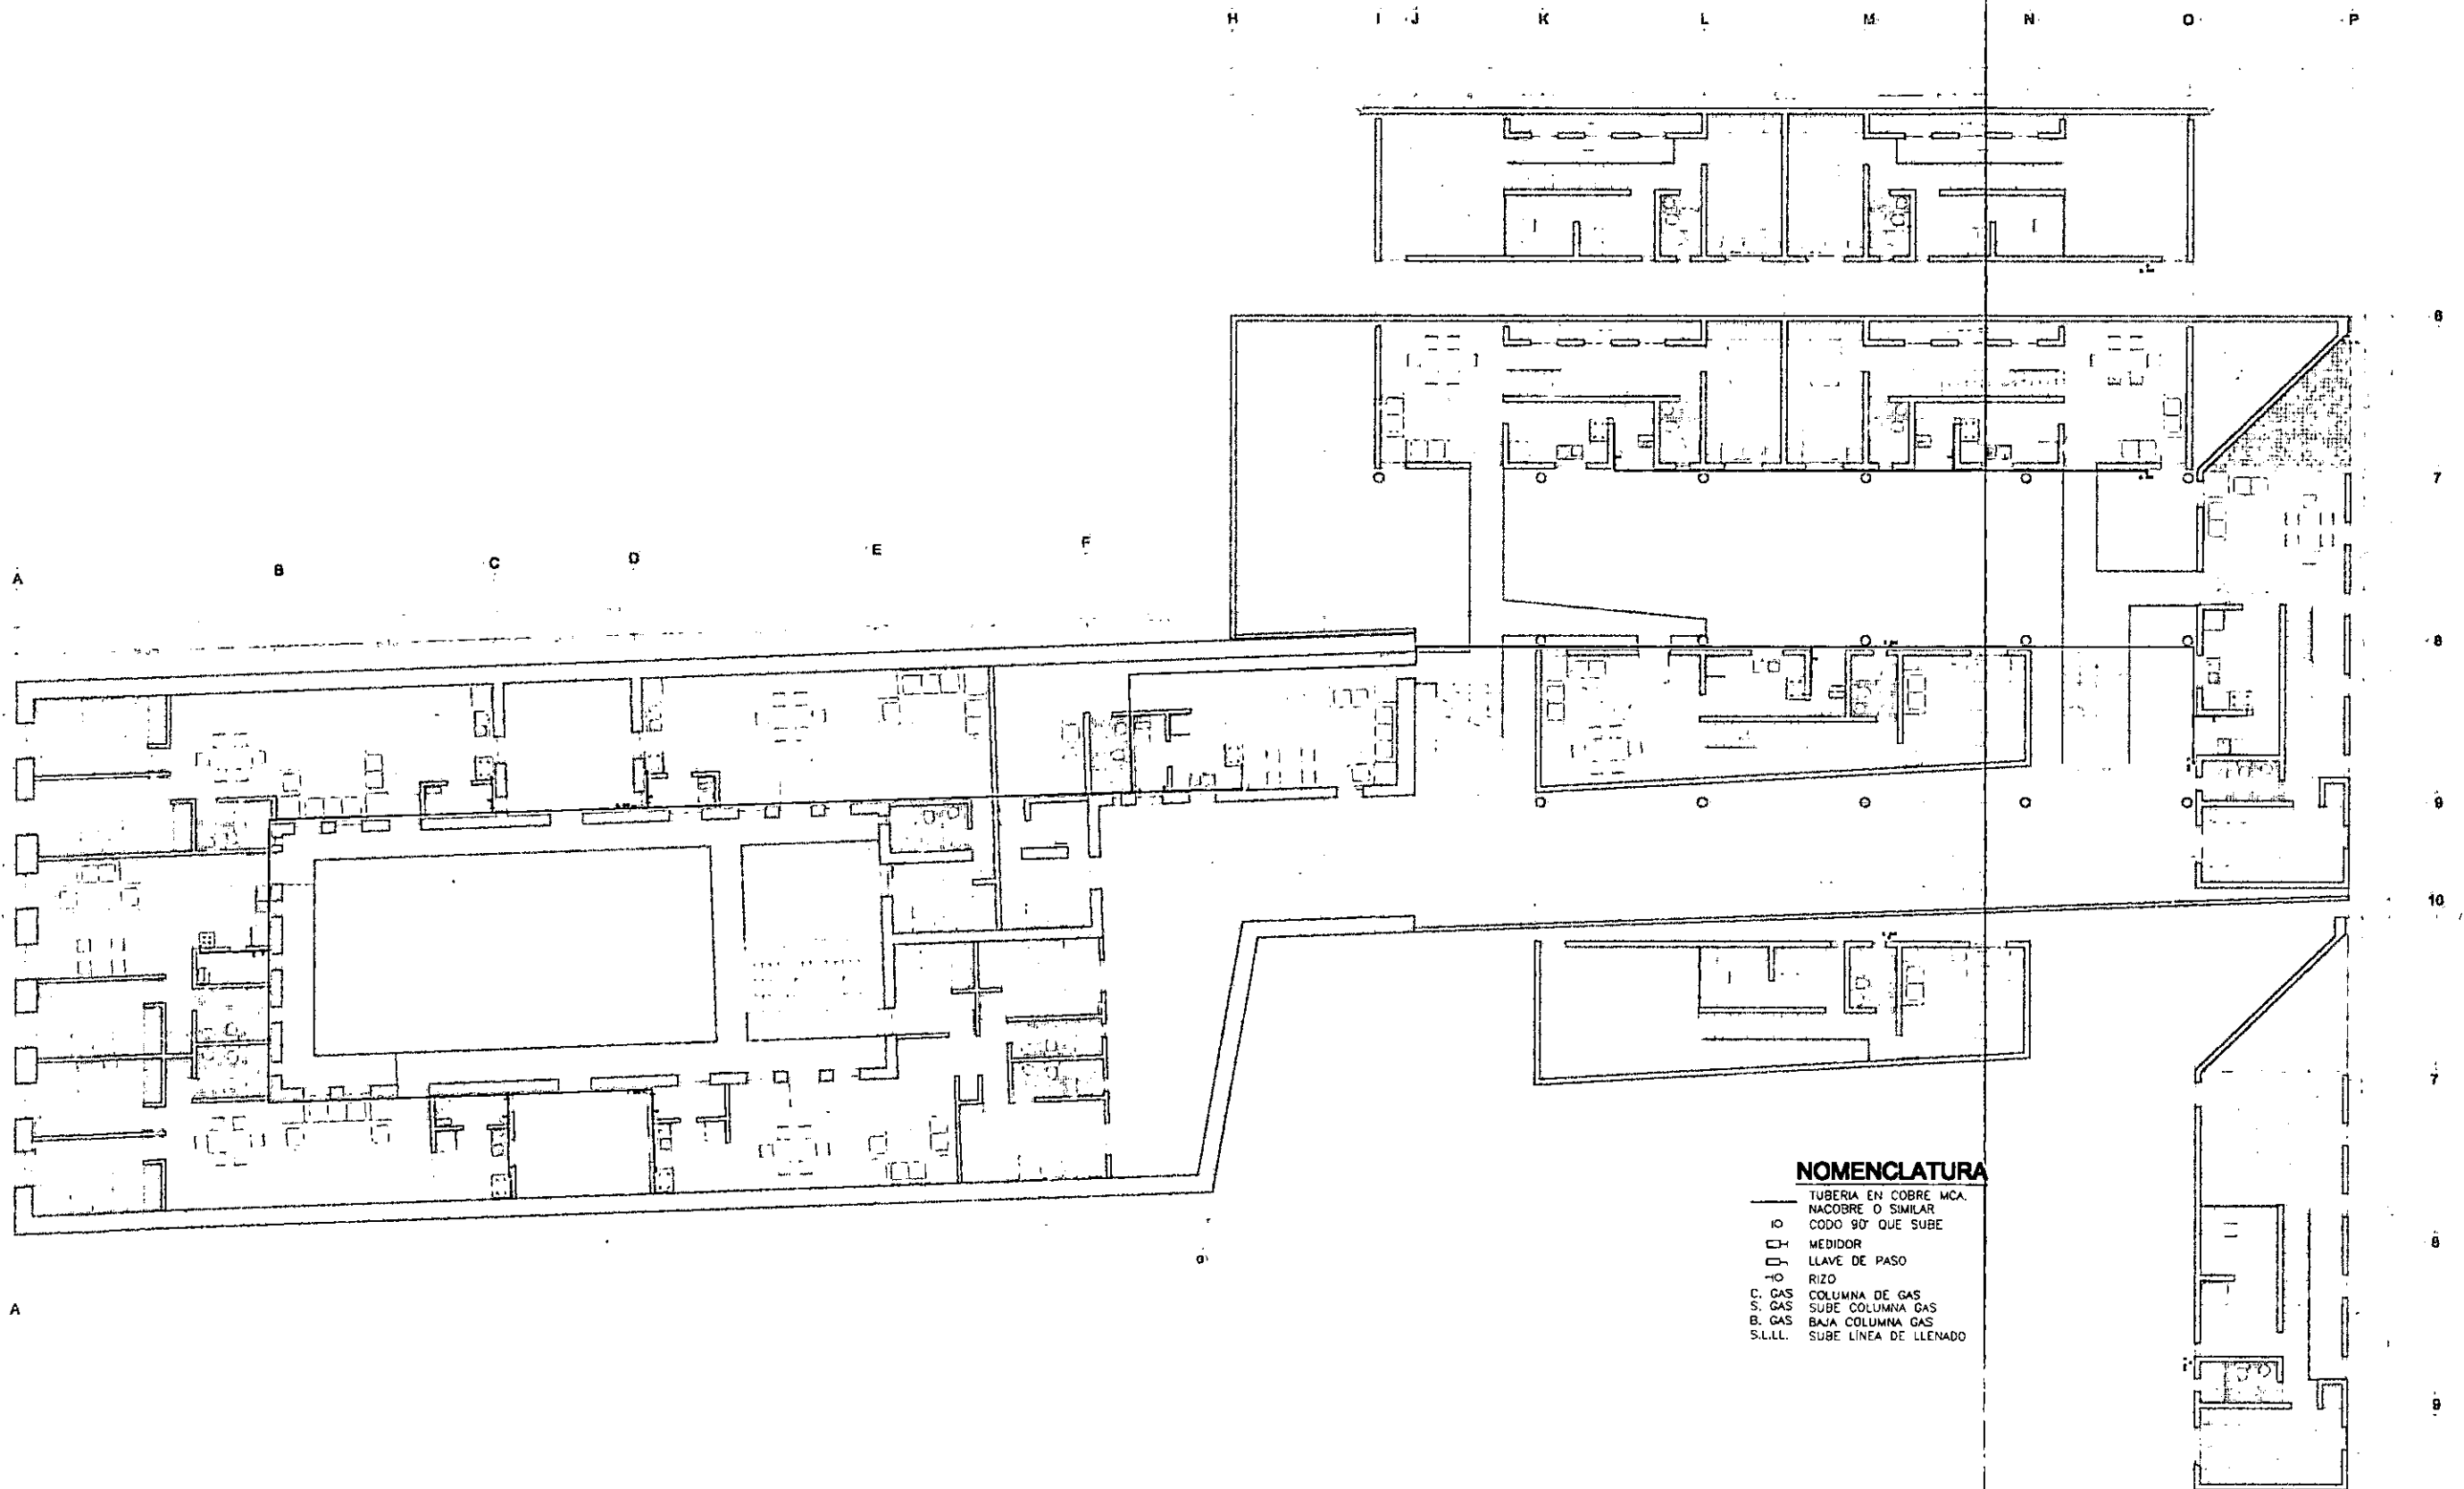 H I J K L M N O P
6
7
A B C D E F
8
9
10
7
NOMENCLATURA
TUBERIA EN COBRE MCA.
NACOBRE O SIMILAR
CODO 90° QUE SUBE
MEDIDOR
LLAVE DE PASO
RIZO
C. GAS COLUMNA DE GAS
S. GAS SUBE COLUMNA GAS
B. GAS BAJA COLUMNA GAS
S.L.LL. SUBE LÍNEA DE LLENADO
8
A
9